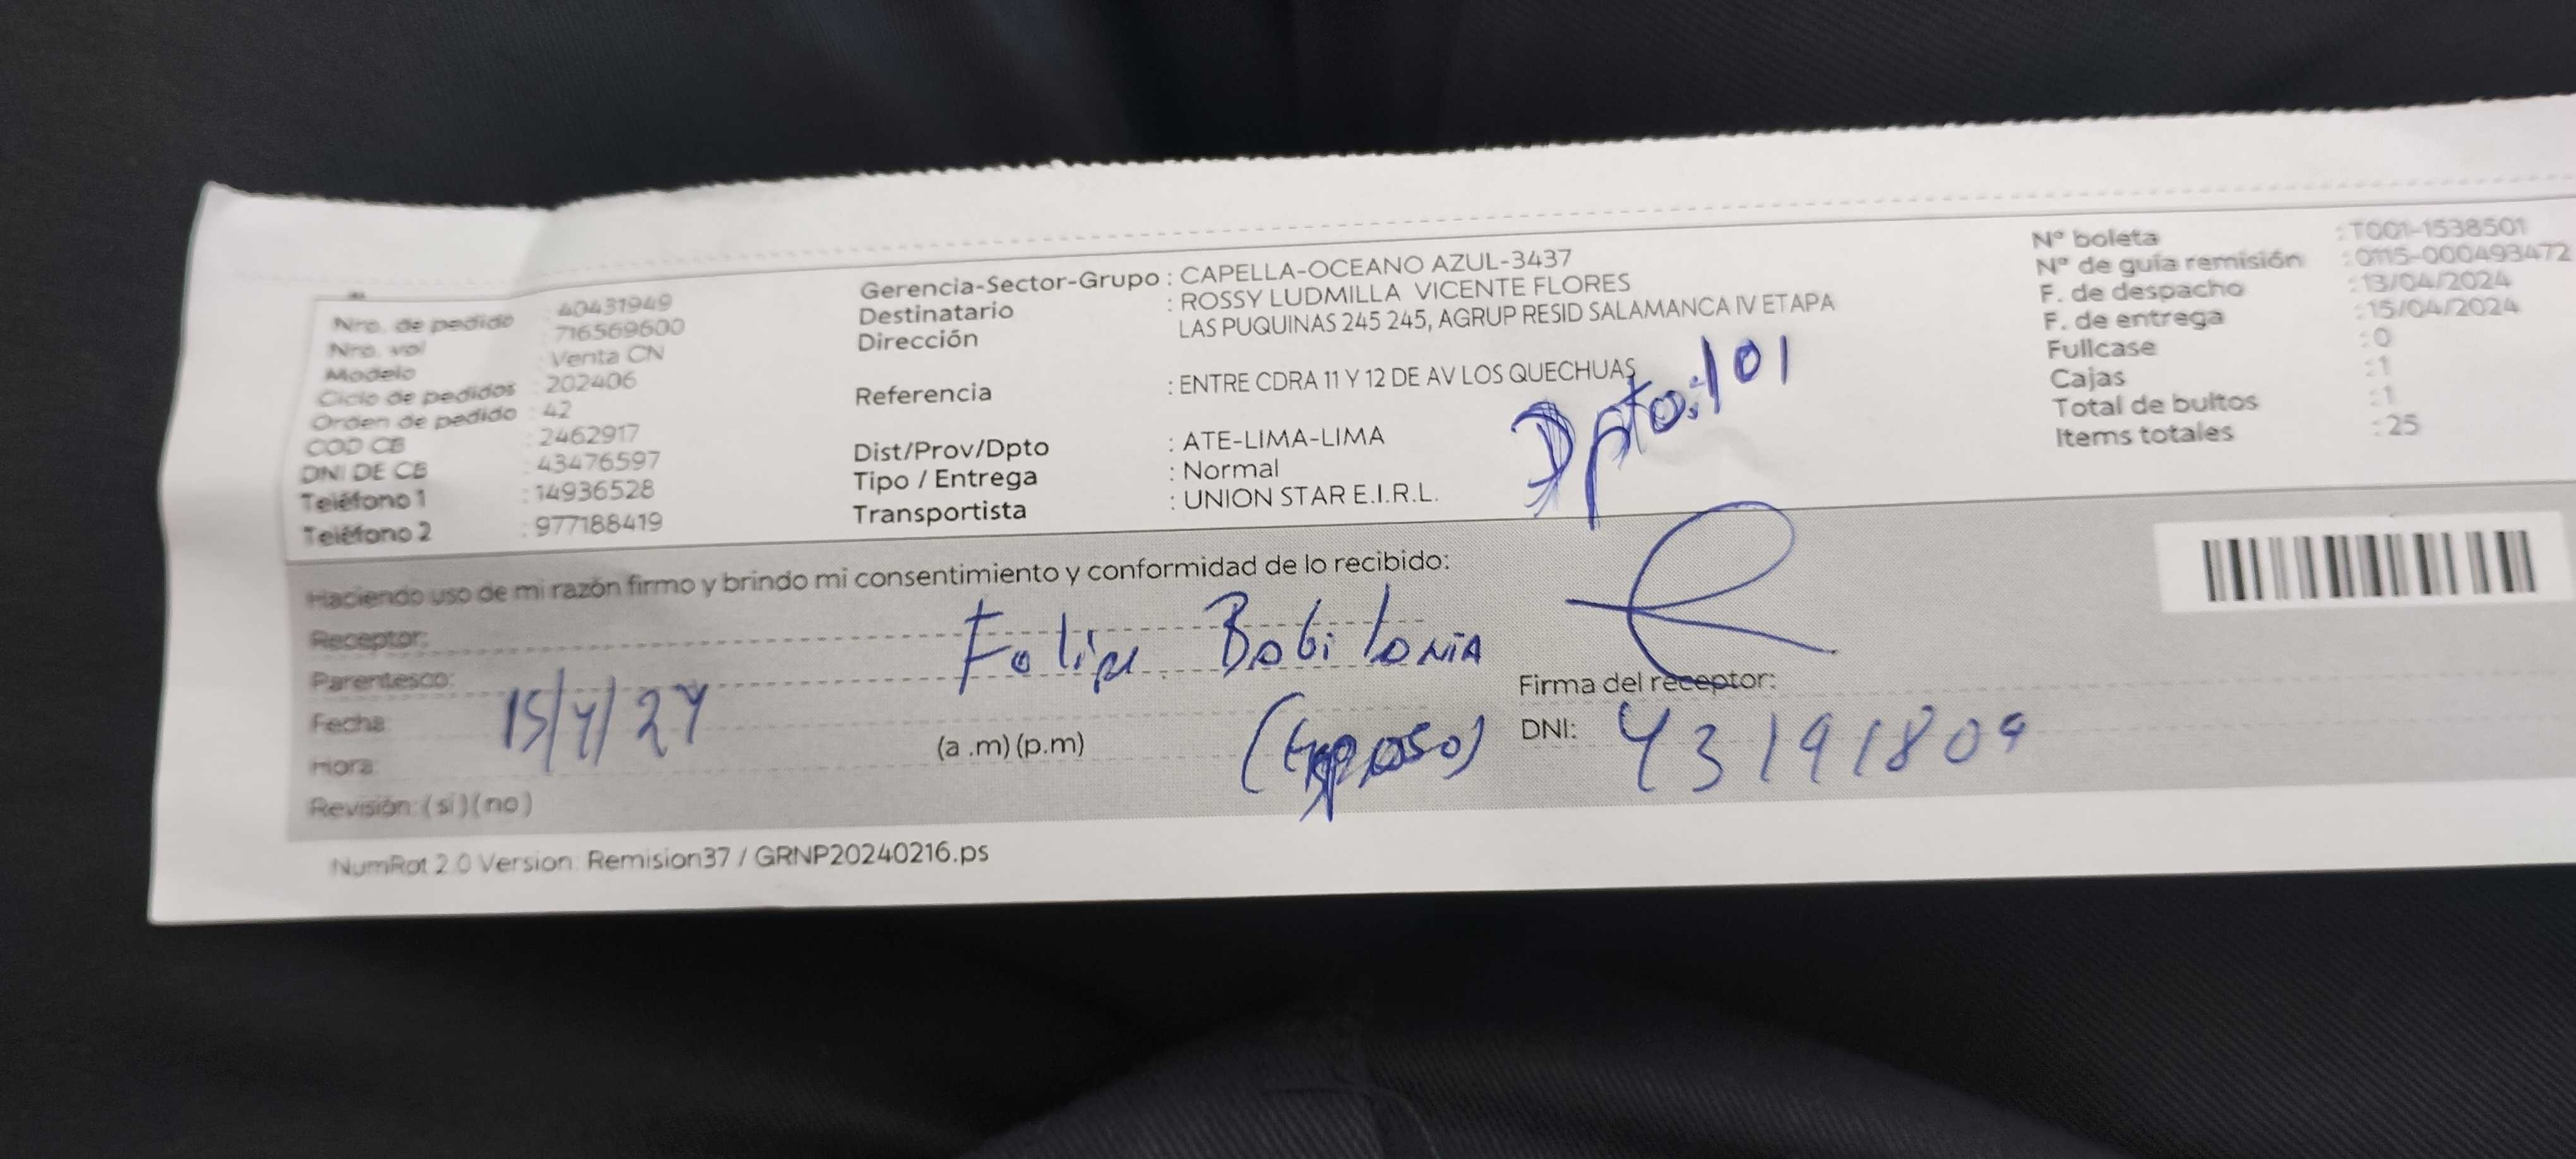 Nro. de pedido : 40431949
Nro. vol : 716569600
Modelo : Venta CN
Ciclo de pedidos : 202406
Orden de pedido : 42
COD CB : 2462917
DNI DE CB : 43476597
Teléfono 1 : 14936528
Teléfono 2 : 977188419
Gerencia-Sector-Grupo : CAPELLA-OCEANO AZUL-3437
Destinatario : ROSSY LUDMILLA VICENTE FLORES
Dirección LAS PUQUINAS 245 245, AGRUP RESID SALAMANCA IV ETAPA
Referencia : ENTRE CDRA 11 Y 12 DE AV LOS QUECHUAS
Dpto: 101
Dist/Prov/Dpto : ATE-LIMA-LIMA
Tipo / Entrega : Normal
Transportista : UNION STAR E.I.R.L.
Nº boleta : T001-1538501
Nº de guía remisión : 0115-000493472
F. de despacho : 13/04/2024
F. de entrega : 15/04/2024
Fullcase : 0
Cajas : 1
Total de bultos : 1
Items totales : 25
Haciendo uso de mi razón firmo y brindo mi consentimiento y conformidad de lo recibido:
Receptor: Felipe Babilonia
Parentesco: (Esposo)
Fecha 15/4/24
Hora (a .m) (p.m)
Revisión: ( si ) ( no )
Firma del receptor:
DNI: 43191809
NumRot 2.0 Version: Remision37 / GRNP20240216.ps